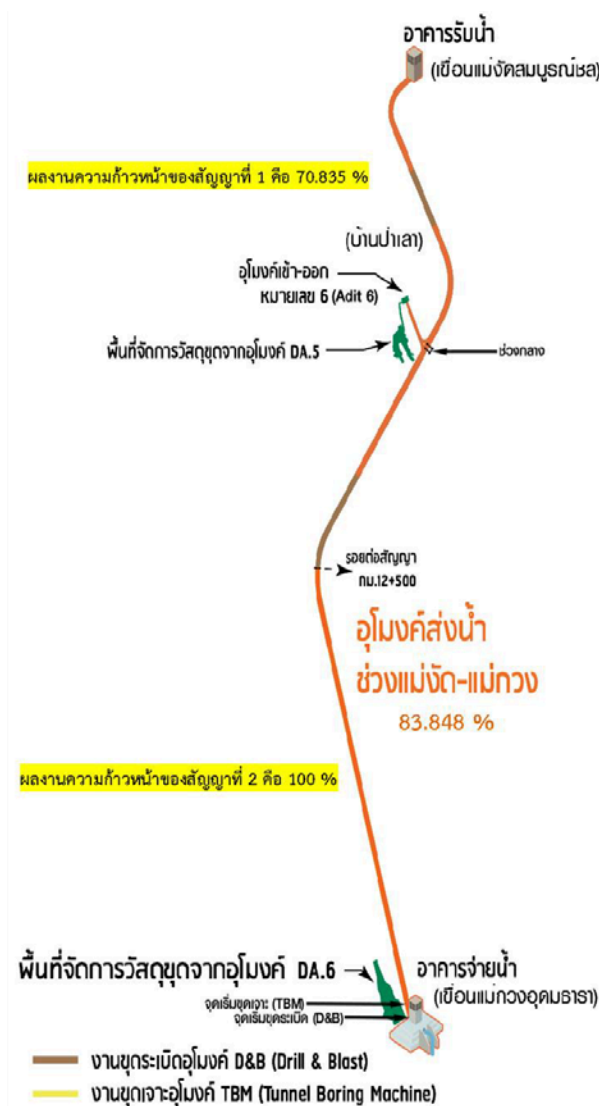 อาคารรับน้ำ
(เขื่อนแม่งัดสมบูรณ์ชล)
ผลงานความก้าวหน้าของสัญญาที่ 1 คือ 70.835 %
(บ้านป่าเลา)
อุโมงค์เข้า-ออก
หมายเลข 6 (Adit 6)
พื้นที่จัดการวัสดุขุดจากอุโมงค์ DA.5
ช่วงกลาง
รอยต่อสัญญา
กม.12+500
อุโมงค์ส่งน้ำ
ช่วงแม่งัด-แม่กวง
83.848 %
ผลงานความก้าวหน้าของสัญญาที่ 2 คือ 100 %
พื้นที่จัดการวัสดุขุดจากอุโมงค์ DA.6
อาคารจ่ายน้ำ
(เขื่อนแม่กวงอุดมธารา)
จุดเริ่มขุดเจาะ (TBM)
จุดเริ่มขุดระเบิด (D&B)
งานขุดระเบิดอุโมงค์ D&B (Drill & Blast)
งานขุดเจาะอุโมงค์ TBM (Tunnel Boring Machine)